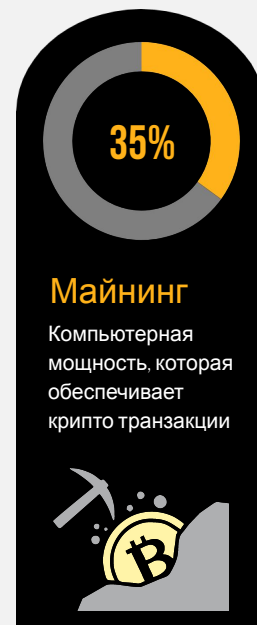 35%
Майнинг
Компьютерная
мощность, которая
обеспечивает
крипто транзакции